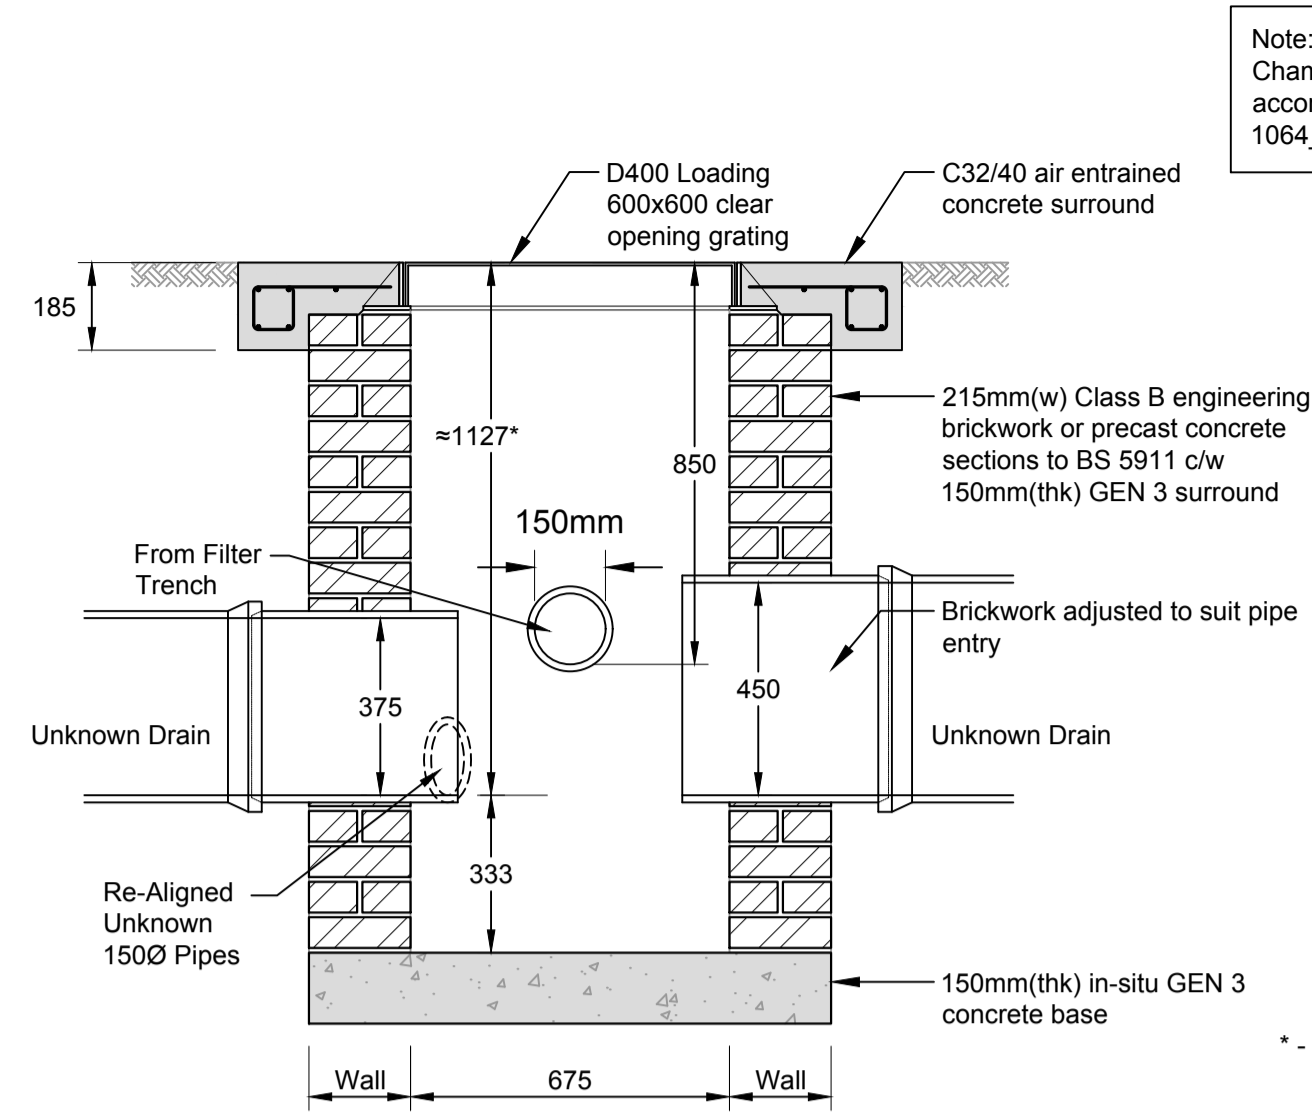 Note:
Cham
accor
1064_
D400 Loading
600x600 clear
opening grating
C32/40 air entrained
concrete surround
185
≈1127*
850
215mm(w) Class B engineering
brickwork or precast concrete
sections to BS 5911 c/w
150mm(thk) GEN 3 surround
150mm
From Filter
Trench
Brickwork adjusted to suit pipe
entry
375
450
Unknown Drain
Unknown Drain
333
Re-Aligned
Unknown
150Ø Pipes
150mm(thk) in-situ GEN 3
concrete base
* -
Wall
675
Wall